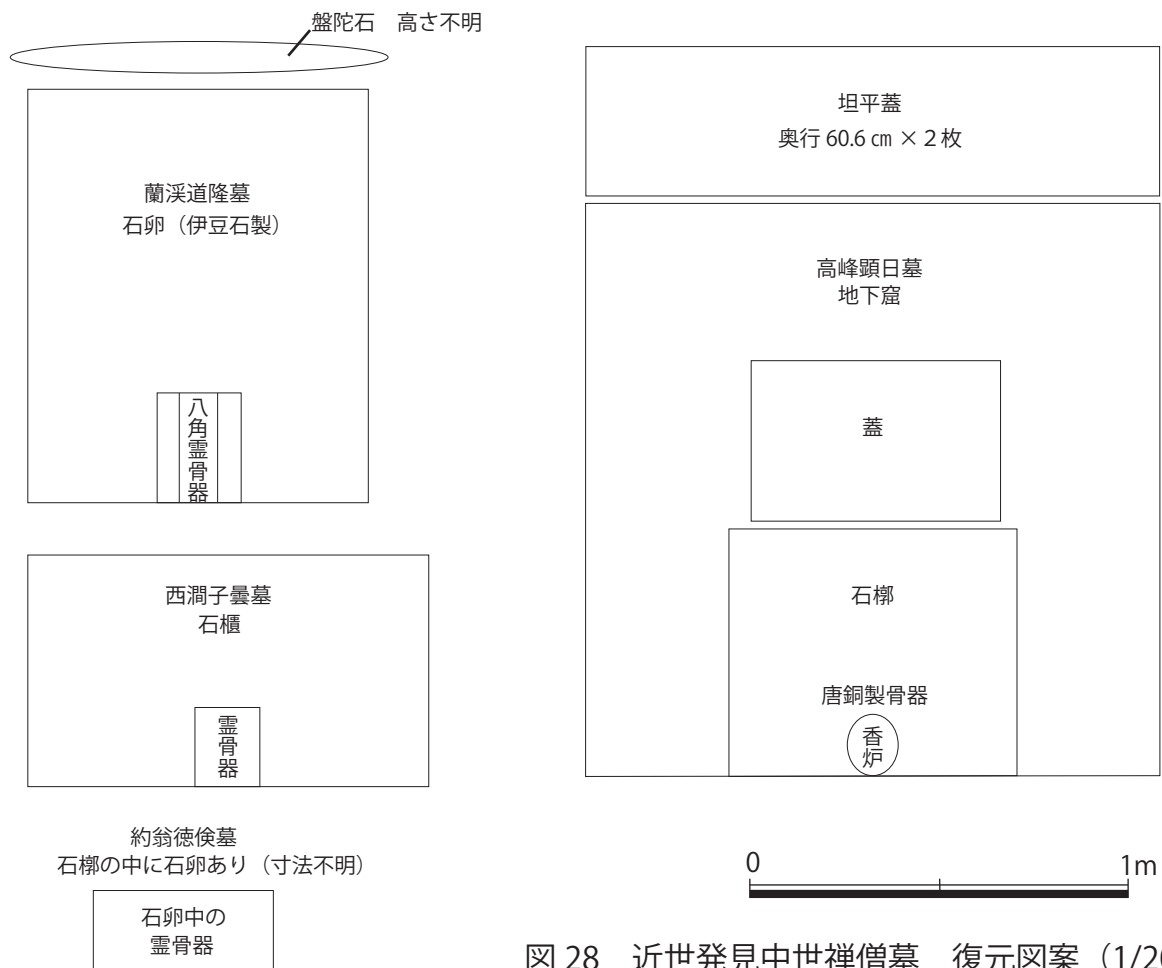 盤陀石　高さ不明
蘭渓道隆墓
石卵（伊豆石製）
八角霊骨器
西澗子曇墓
石櫃
霊骨器
約翁徳倹墓
石槨の中に石卵あり（寸法不明）
石卵中の
霊骨器
坦平蓋
奥行 60.6 ㎝ × 2 枚
高峰顕日墓
地下窟
蓋
石槨
唐銅製骨器
香炉
0 1m
図 28　近世発見中世禅僧墓　復元図案（1/20